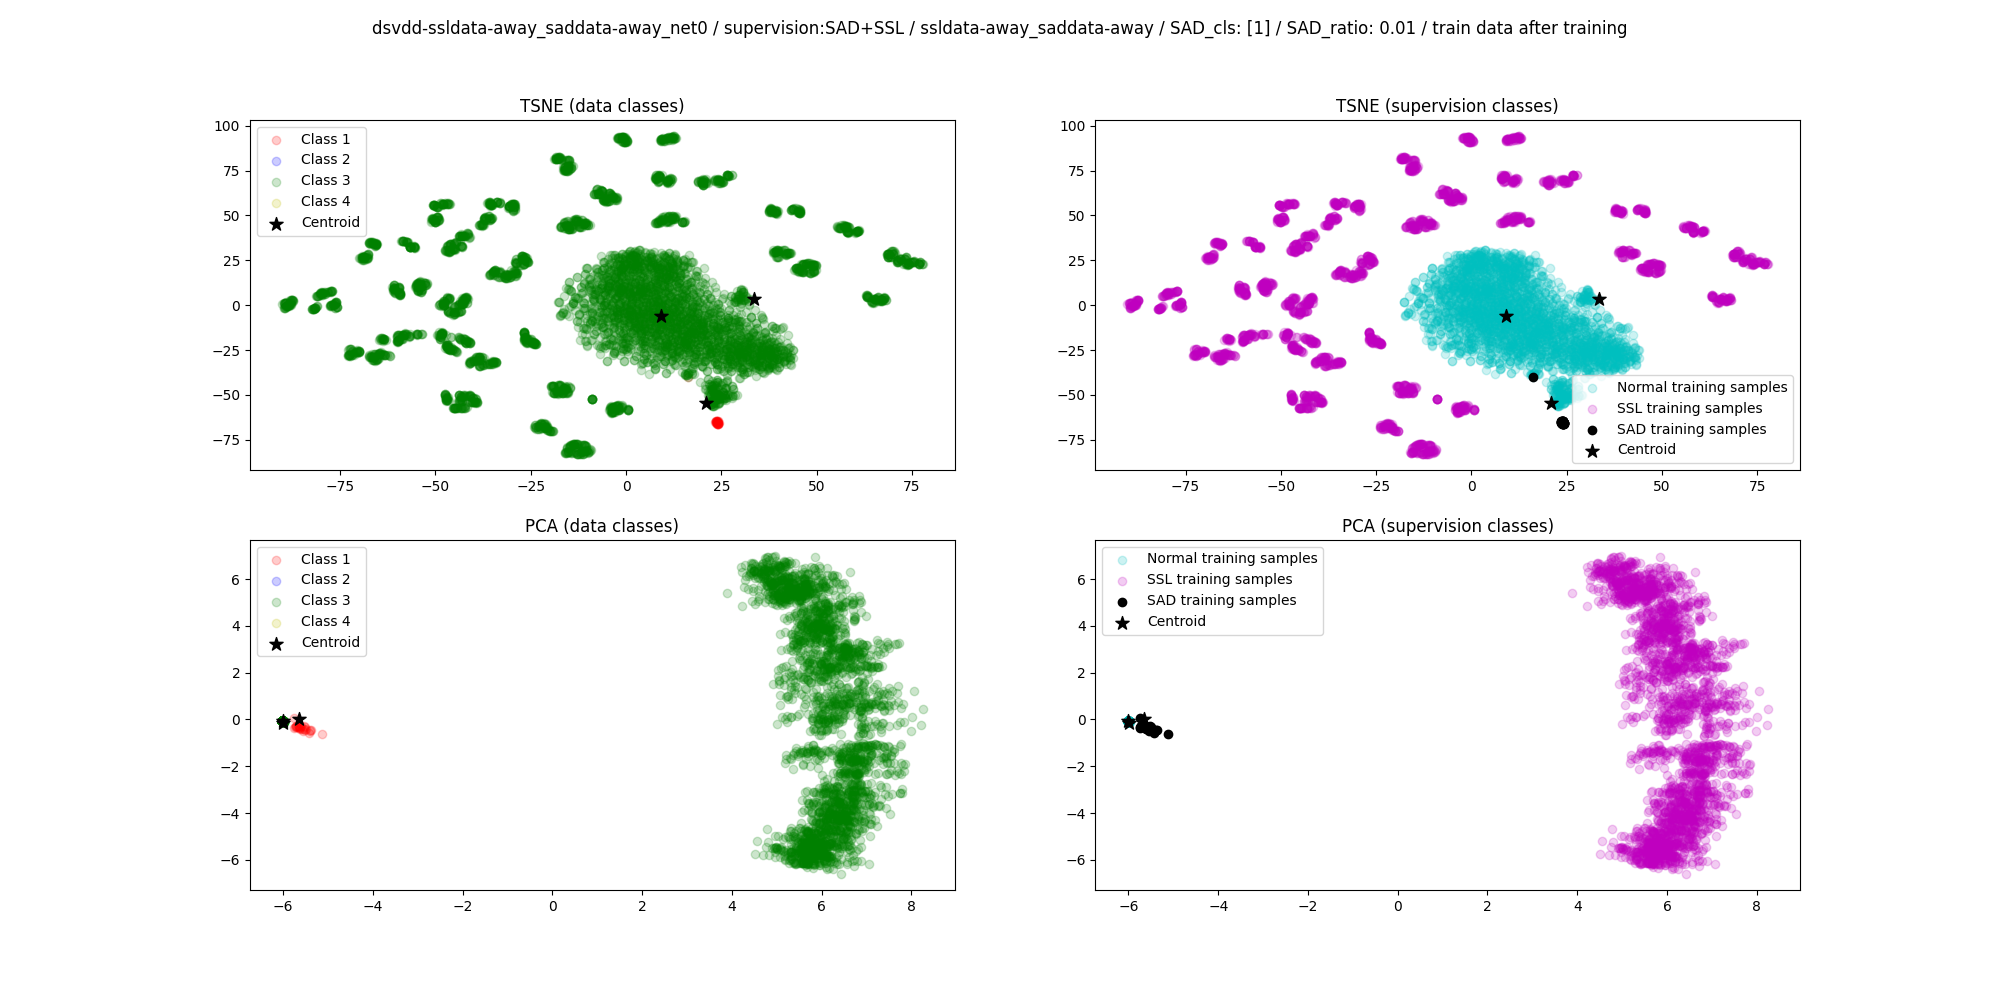 dsvdd-ssldata-away_saddata-away_net0 / supervision:SAD+SSL / ssldata-away_saddata-away / SAD_cls: [1] / SAD_ratio: 0.01 / train data after training
TSNE (data classes)
100
75
50
25
0
−25
−50
−75
−75
−50
−25
0
25
50
75
Class 1
Class 2
Class 3
Class 4
Centroid
TSNE (supervision classes)
100
75
50
25
0
−25
−50
−75
−75
−50
−25
0
25
50
75
Normal training samples
SSL training samples
SAD training samples
Centroid
PCA (data classes)
6
4
2
0
−2
−4
−6
−6
−4
−2
0
2
4
6
8
Class 1
Class 2
Class 3
Class 4
Centroid
PCA (supervision classes)
6
4
2
0
−2
−4
−6
−6
−4
−2
0
2
4
6
8
Normal training samples
SSL training samples
SAD training samples
Centroid